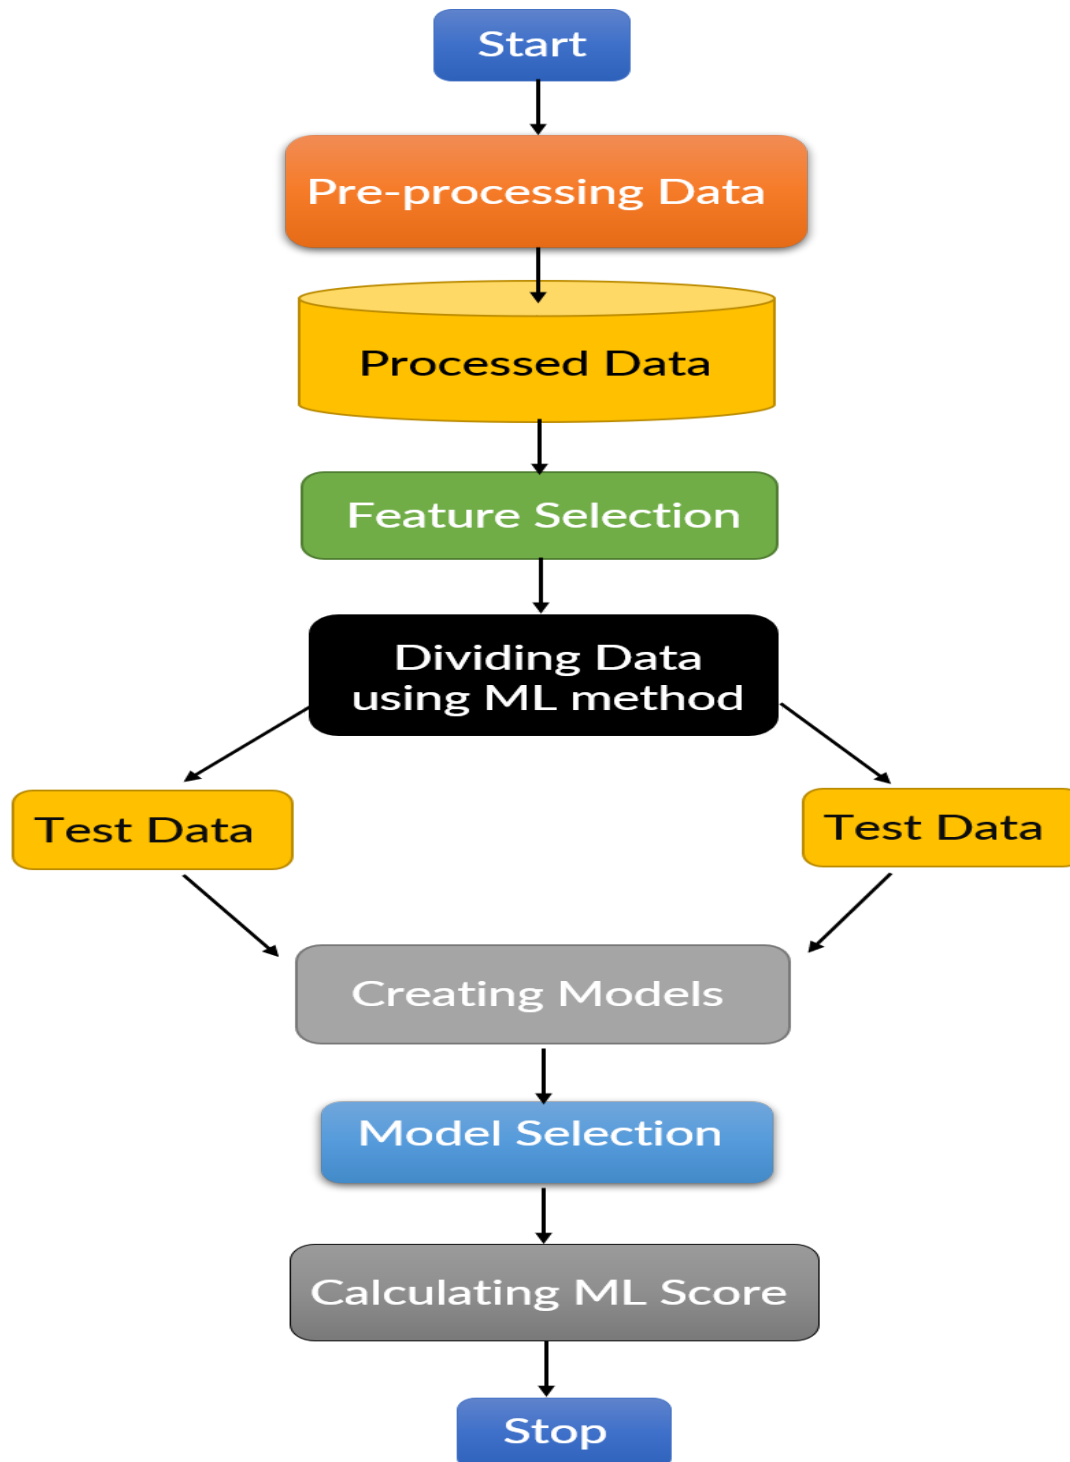 Start
Pre-processing Data
Processed Data
Feature Selection
Dividing Data
using ML method
Test Data
Test Data
Creating Models
Model Selection
Calculating ML Score
Stop